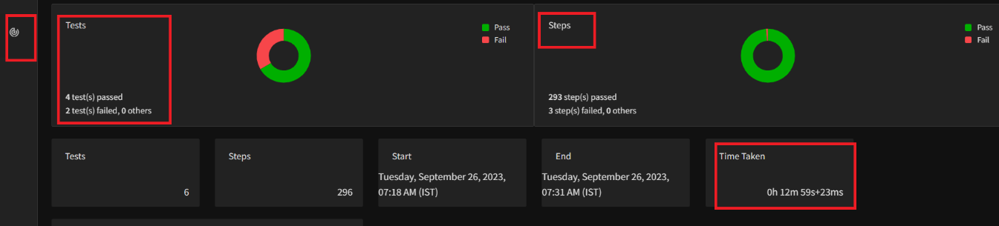 Tests
Pass
Fail
4 test(s) passed
2 test(s) failed, 0 others
Steps
Pass
Fail
293 step(s) passed
3 step(s) failed, 0 others
Tests
6
Steps
296
Start
Tuesday, September 26, 2023,
07:18 AM (IST)
End
Tuesday, September 26, 2023,
07:31 AM (IST)
Time Taken
0h 12m 59s+23ms